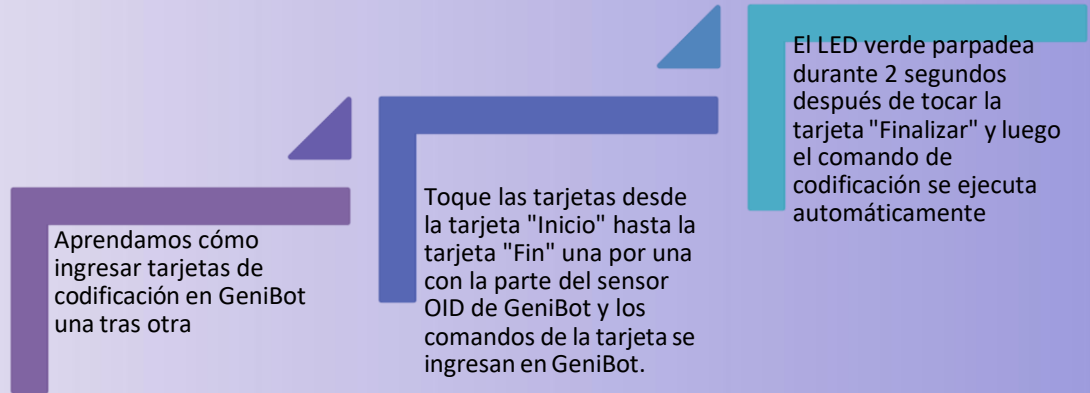 Aprendamos cómo
ingresar tarjetas de
codificación en GeniBot
una tras otra
Toque las tarjetas desde
la tarjeta "Inicio" hasta la
tarjeta "Fin" una por una
con la parte del sensor
OID de GeniBot y los
comandos de la tarjeta se
ingresan en GeniBot.
El LED verde parpadea
durante 2 segundos
después de tocar la
tarjeta "Finalizar" y luego
el comando de
codificación se ejecuta
automáticamente